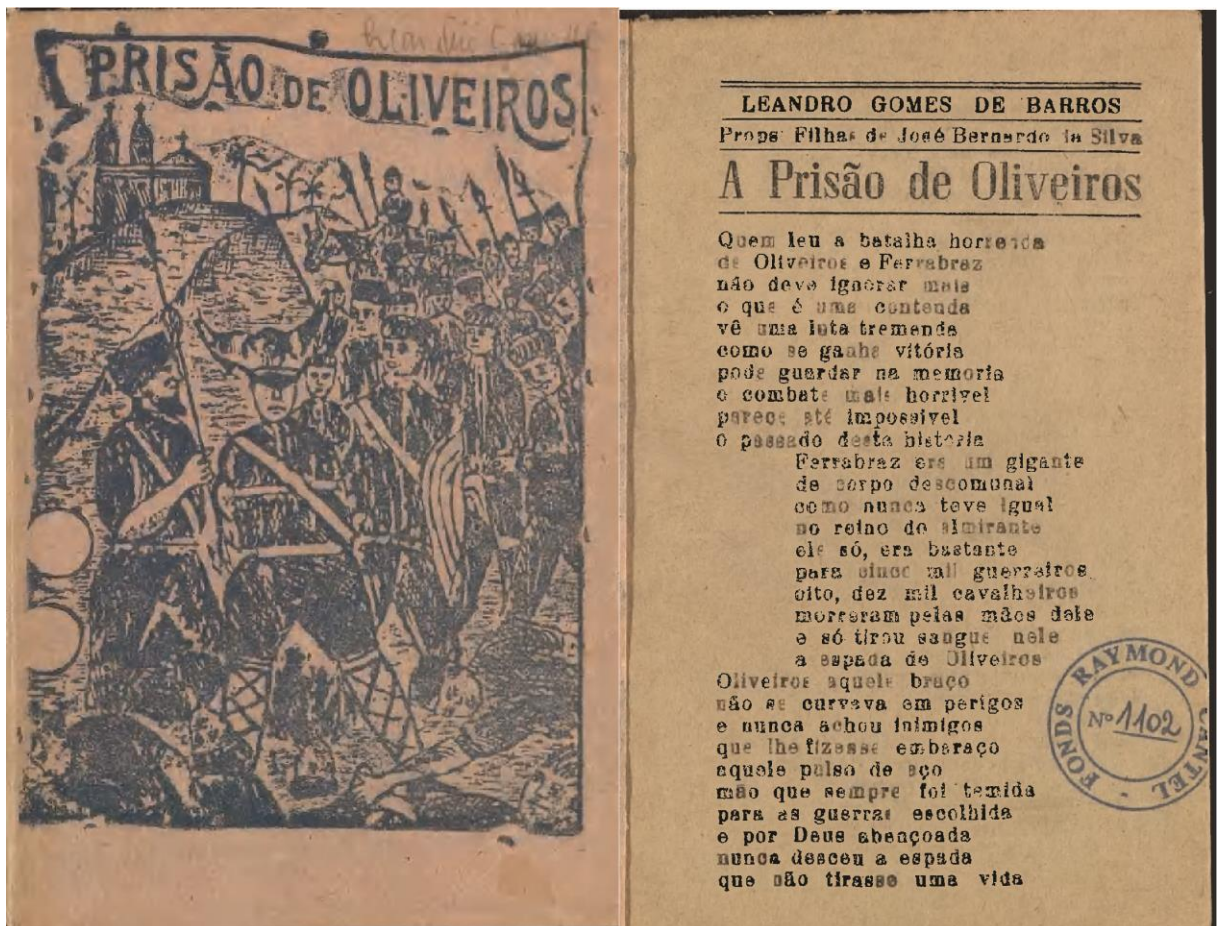 PRISÃO DE OLIVEIROS
LEANDRO GOMES DE BARROS
Props Filhas de José Bernardo da Silva
A Prisão de Oliveiros
Quem leu a batalha horrenda
de Oliveiros e Ferrabraz
não deve ignorar mais
o que é uma contenda
vê uma luta tremenda
como se ganha vitória
pode guardar na memoria
o combate mais horrivel
parece até impossivel
o passado desta historia
Ferrabraz era um gigante
de corpo descomunal
como nunca teve igual
no reino do almirante
ele só, era bastante
para cinco mil guerreiros
oito, dez mil cavalheiros
morreram pelas mãos dele
e só tirou sangue nele
a espada de Oliveiros
Oliveiros aquele braço
não se curvava em perigos
e nunca achou inimigos
que lhe fizesse embaraço
aquele pulso de aço
mão que sempre foi temida
para as guerras escolhida
e por Deus abençoada
nunca desceu a espada
que não tirasse uma vida
FONDS RAYMOND CANTEL
Nº 1102